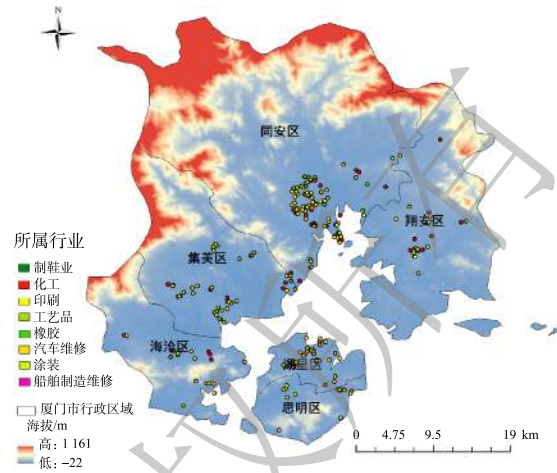 N
同安区
翔安区
集美区
海沧区
思明区
所属行业
制鞋业
化工
印刷
工艺品
橡胶
汽车维修
涂装
船舶制造维修
厦门市行政区域
海拔/m
高：1 161
低：-22
0 4.75 9.5 19 km